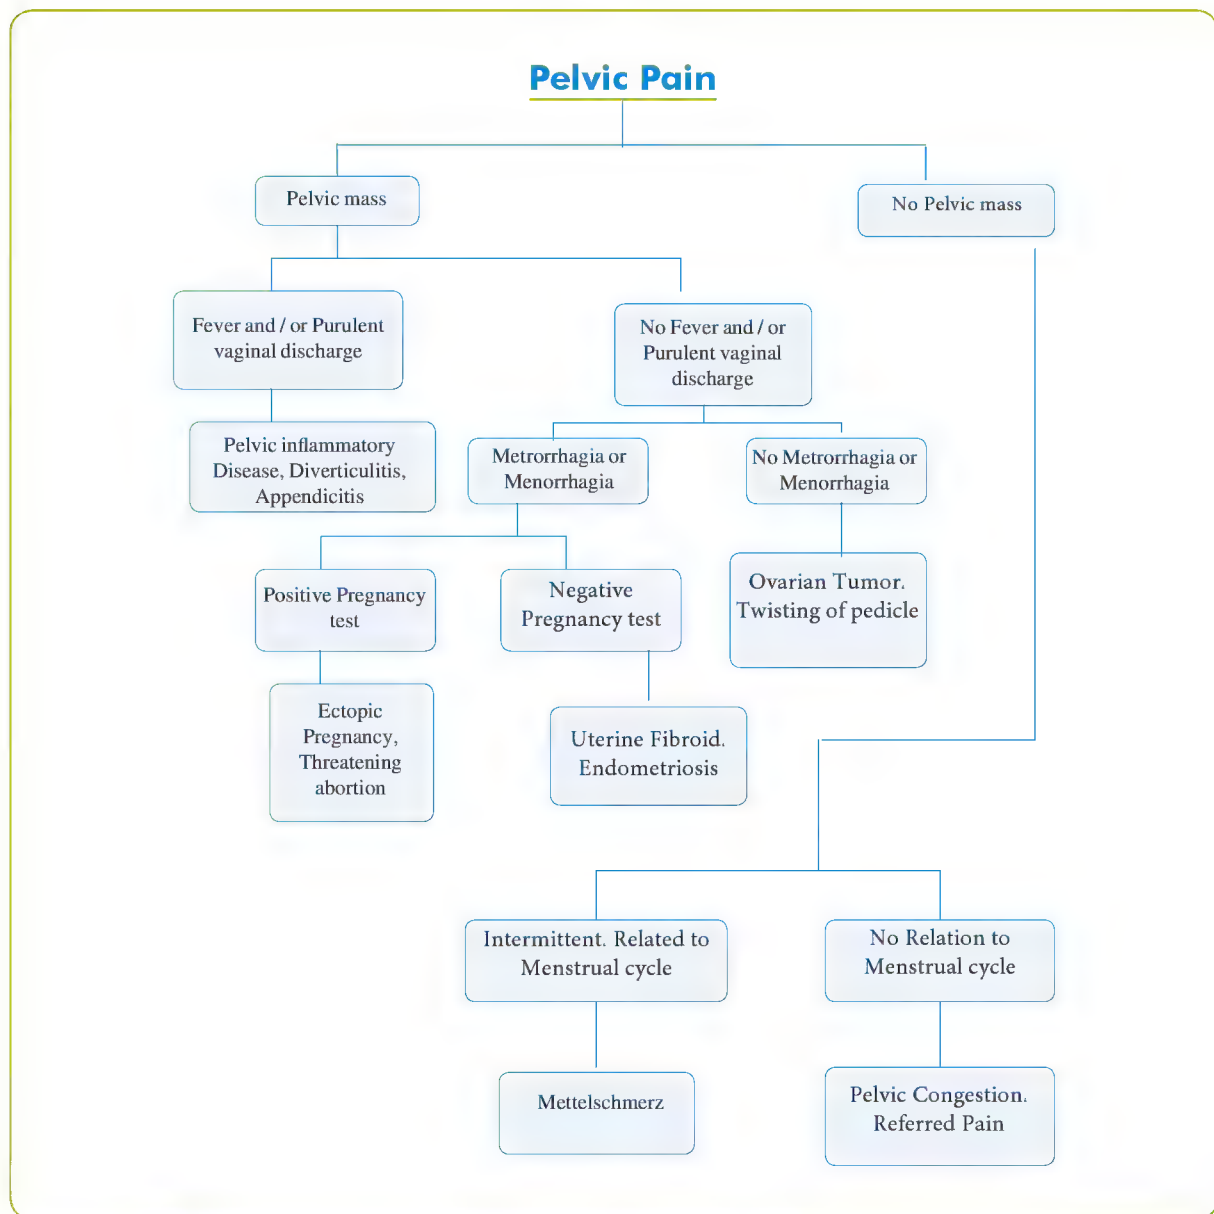 Pelvic Pain
Pelvic mass
No Pelvic mass
Fever and / or Purulent
vaginal discharge
No Fever and / or
Purulent vaginal
discharge
Pelvic inflammatory
Disease, Diverticulitis,
Appendicitis
Metrorrhagia or
Menorrhagia
No Metrorrhagia or
Menorrhagia
Positive Pregnancy
test
Negative
Pregnancy test
Ovarian Tumor.
Twisting of pedicle
Ectopic
Pregnancy,
Threatening
abortion
Uterine Fibroid.
Endometriosis
Intermittent. Related to
Menstrual cycle
No Relation to
Menstrual cycle
Mettelschmerz
Pelvic Congestion.
Referred Pain